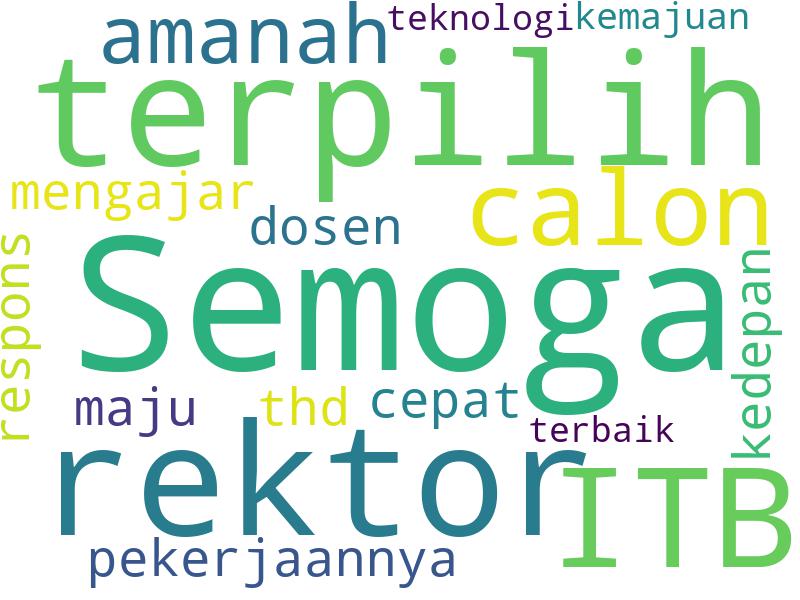 amanah
teknologi
kemajuan
terpilih
mengajar
calon
dosen
respons
Semoga
kedepan
maju
thd
cepat
terbaik
rektor
ITB
pekerjaannya